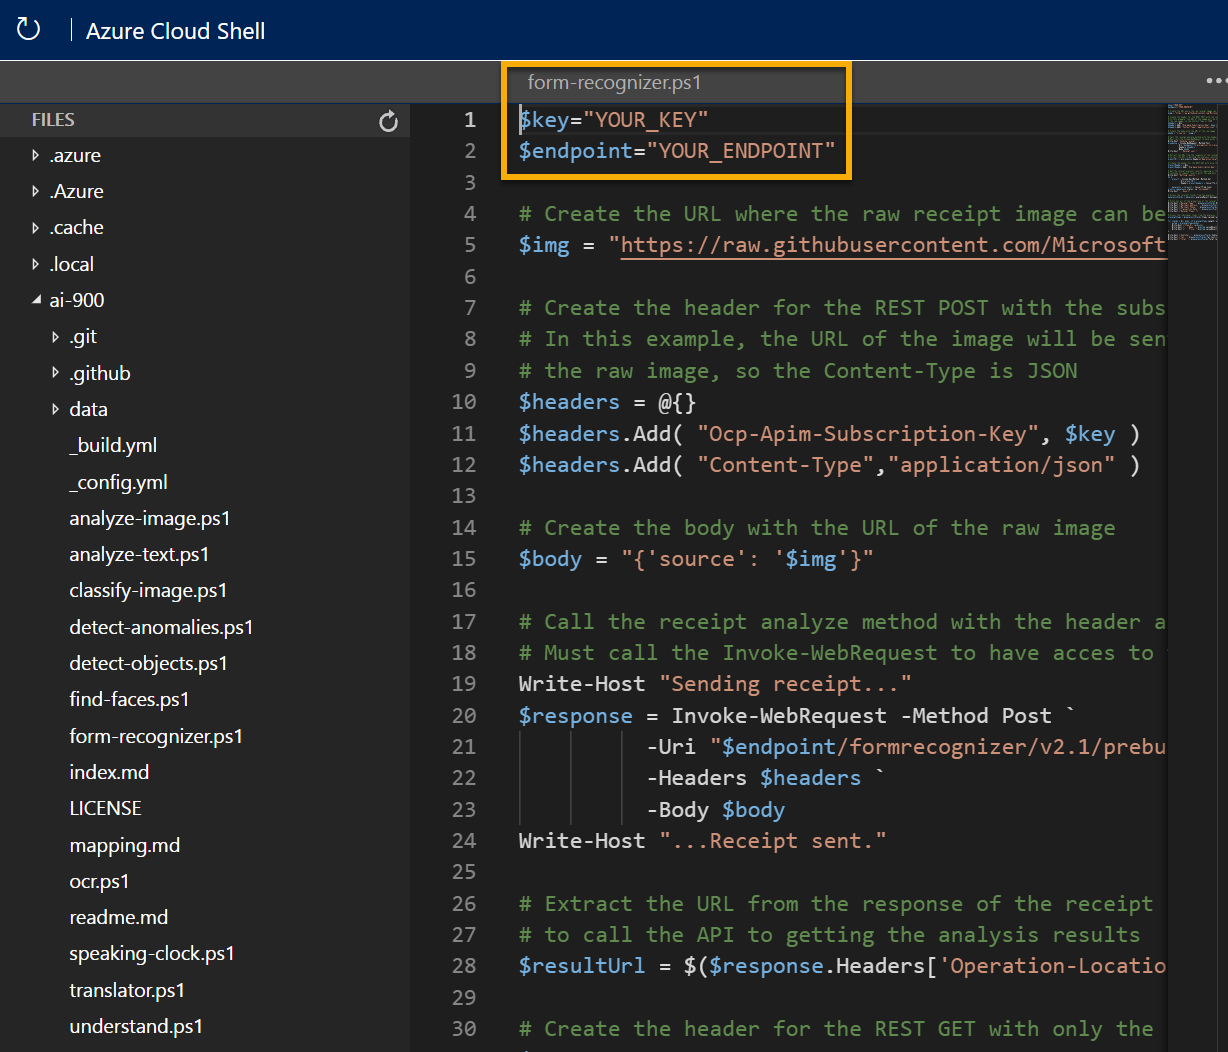 Azure Cloud Shell
form-recognizer.ps1
FILES
.azure
.Azure
.cache
.local
ai-900
.git
.github
data
_build.yml
_config.yml
analyze-image.ps1
analyze-text.ps1
classify-image.ps1
detect-anomalies.ps1
detect-objects.ps1
find-faces.ps1
form-recognizer.ps1
index.md
LICENSE
mapping.md
ocr.ps1
readme.md
speaking-clock.ps1
translator.ps1
understand.ps1
1 $key="YOUR_KEY"
2 $endpoint="YOUR_ENDPOINT"
3
4 # Create the URL where the raw receipt image can be
5 $img = "https://raw.githubusercontent.com/Microsoft
6
7 # Create the header for the REST POST with the subs
8 # In this example, the URL of the image will be sen
9 # the raw image, so the Content-Type is JSON
10 $headers = @{}
11 $headers.Add( "Ocp-Apim-Subscription-Key", $key )
12 $headers.Add( "Content-Type","application/json" )
13
14 # Create the body with the URL of the raw image
15 $body = "{'source': '$img'}"
16
17 # Call the receipt analyze method with the header a
18 # Must call the Invoke-WebRequest to have acces to
19 Write-Host "Sending receipt..."
20 $response = Invoke-WebRequest -Method Post `
21 -Uri "$endpoint/formrecognizer/v2.1/prebu
22 -Headers $headers `
23 -Body $body
24 Write-Host "...Receipt sent."
25
26 # Extract the URL from the response of the receipt
27 # to call the API to getting the analysis results
28 $resultUrl = $($response.Headers['Operation-Locatio
29
30 # Create the header for the REST GET with only the